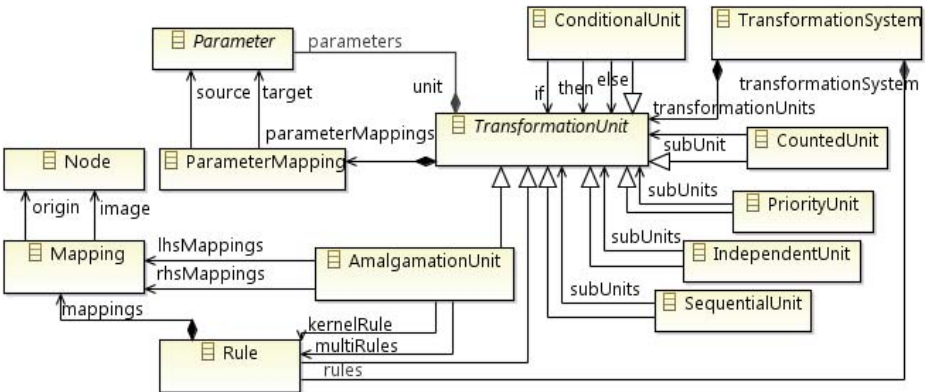 ConditionalUnit
TransformationSystem
Parameter
parameters
source
target
unit
if
then
else
transformationSystem
transformationUnits
parameterMappings
TransformationUnit
subUnit
CountedUnit
Node
ParameterMapping
origin
image
subUnits
PriorityUnit
Mapping
lhsMappings
rhsMappings
AmalgamationUnit
subUnits
IndependentUnit
mappings
subUnits
SequentialUnit
kernelRule
multiRules
Rule
rules